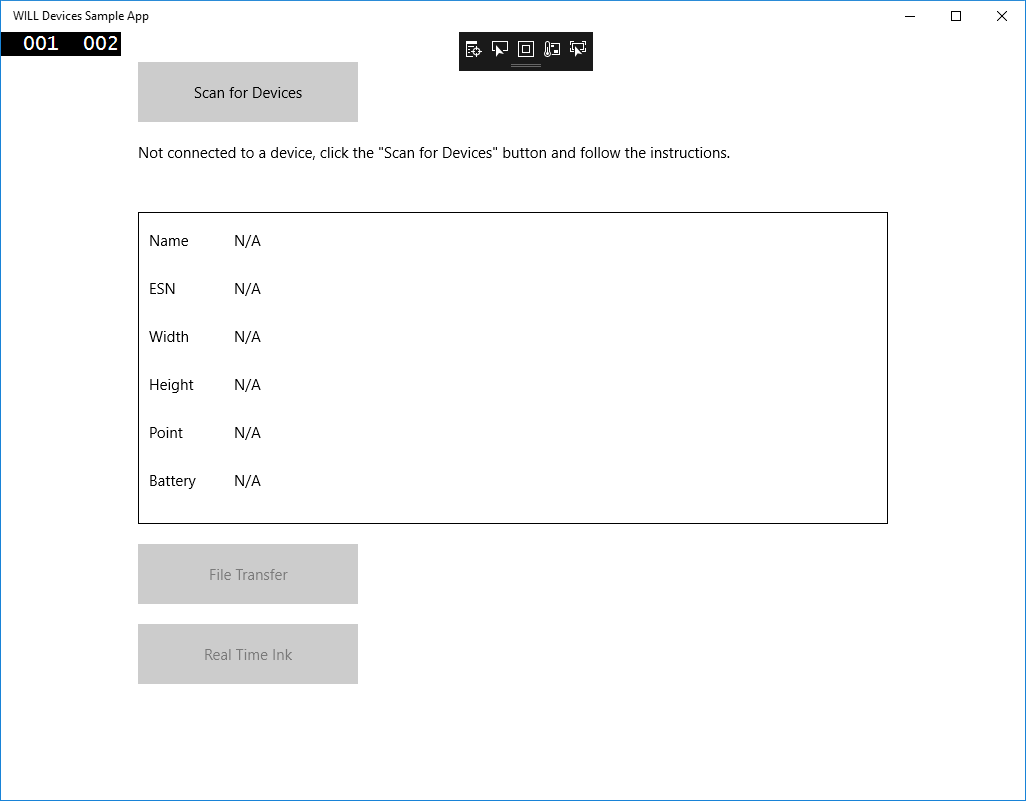 WILL Devices Sample App
001 002
Scan for Devices
Not connected to a device, click the "Scan for Devices" button and follow the instructions.
Name N/A
ESN N/A
Width N/A
Height N/A
Point N/A
Battery N/A
File Transfer
Real Time Ink